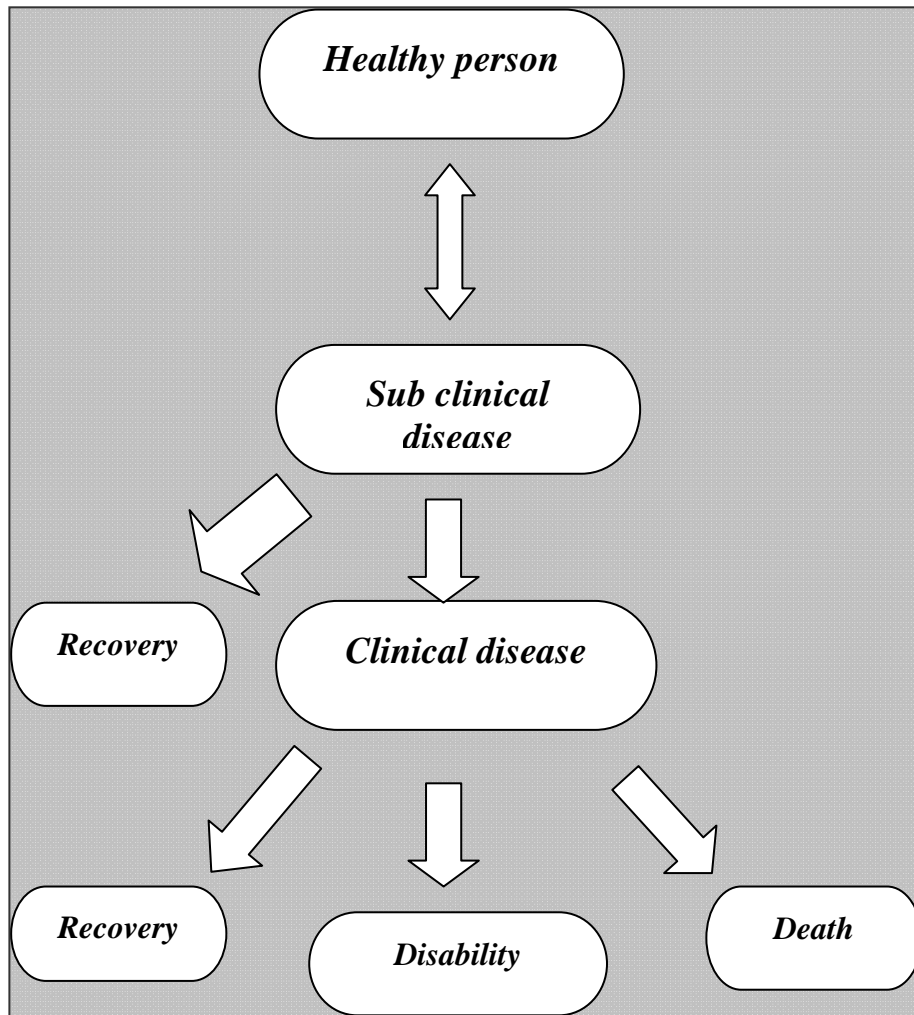 Healthy person
Sub clinical
disease
Recovery
Clinical disease
Recovery
Disability
Death